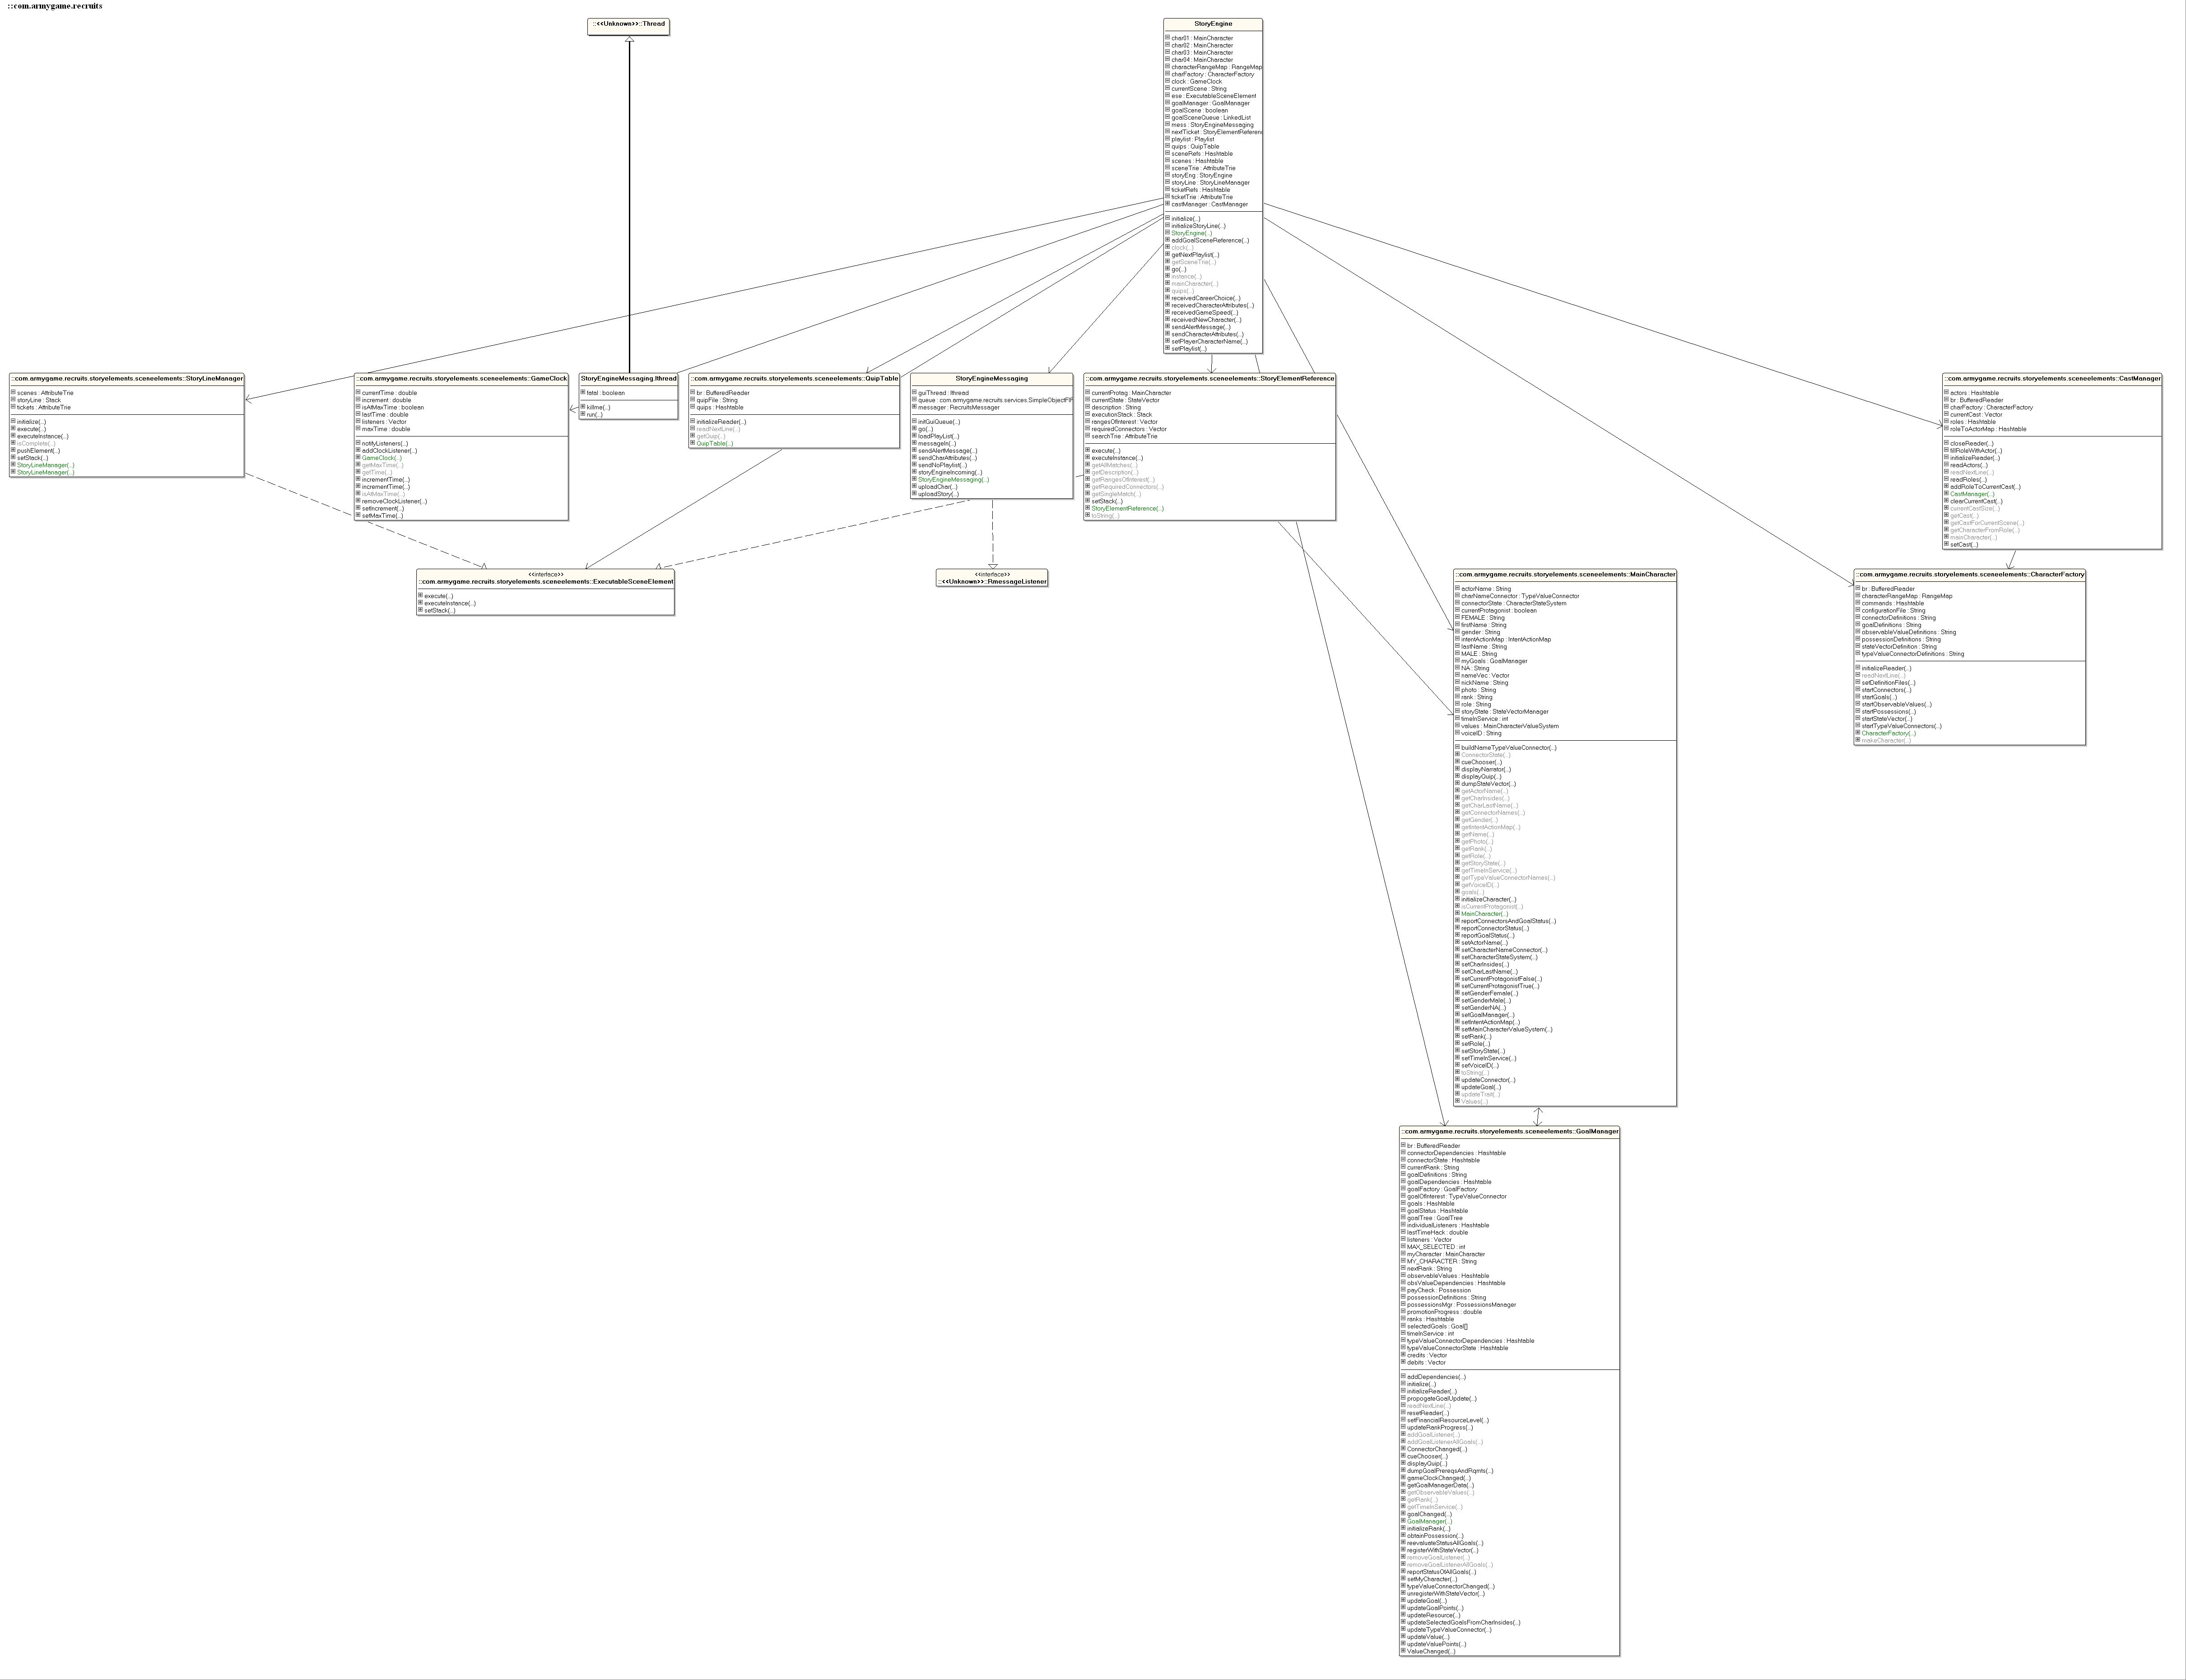 ::com.armygame.recruits
::<<Unknown>>::Thread
StoryEngine
char01 : MainCharacter
char02 : MainCharacter
char03 : MainCharacter
char04 : MainCharacter
characterRangeMap : RangeMap
charFactory : CharacterFactory
clock : GameClock
currentScene : String
ese : ExecutableSceneElement
goalManager : GoalManager
goalScene : boolean
goalSceneQueue : LinkedList
mess : StoryEngineMessaging
nextTicket : StoryElementReferen
playlist : Playlist
quips : QuipTable
sceneRefs : Hashtable
scenes : Hashtable
sceneTrie : AttributeTrie
storyEng : StoryEngine
storyLine : StoryLineManager
ticketRefs : Hashtable
ticketTrie : AttributeTrie
castManager : CastManager
initialize(..)
initializeStoryLine(..)
StoryEngine(..)
addGoalSceneReference(..)
clock(..)
getNextPlaylist(..)
getSceneTrie(..)
go(..)
instance(..)
mainCharacter(..)
quips(..)
receivedCareerChoice(..)
receivedCharacterAttributes(..)
receivedGameSpeed(..)
receivedNewCharacter(..)
sendAlertMessage(..)
sendCharacterAttributes(..)
setPlayerCharacterName(..)
setPlaylist(..)
::com.armygame.recruits.storyelements.sceneelements::StoryLineManager
scenes : AttributeTrie
storyLine : Stack
tickets : AttributeTrie
initialize(..)
execute(..)
executeInstance(..)
isComplete(..)
pushElement(..)
setStack(..)
StoryLineManager(..)
StoryLineManager(..)
::com.armygame.recruits.storyelements.sceneelements::GameClock
currentTime : double
increment : double
isAtMaxTime : boolean
lastTime : double
listeners : Vector
maxTime : double
notifyListeners(..)
addClockListener(..)
GameClock(..)
getMaxTime(..)
getTime(..)
incrementTime(..)
incrementTime(..)
isAtMaxTime(..)
removeClockListener(..)
setIncrement(..)
setMaxTime(..)
StoryEngineMessaging.Ithread
fatal : boolean
killme(..)
run(..)
::com.armygame.recruits.storyelements.sceneelements::QuipTable
br : BufferedReader
quipFile : String
quips : Hashtable
initializeReader(..)
readNextLine(..)
getQuip(..)
QuipTable(..)
StoryEngineMessaging
guiThread : Ithread
queue : com.armygame.recruits.services.SimpleObjectFIF
messager : RecruitsMessager
initGuiQueue(..)
go(..)
loadPlayList(..)
messageIn(..)
sendAlertMessage(..)
sendCharAttributes(..)
sendNoPlaylist(..)
storyEngineIncoming(..)
StoryEngineMessaging(..)
uploadChar(..)
uploadStory(..)
::com.armygame.recruits.storyelements.sceneelements::StoryElementReference
currentProtag : MainCharacter
currentState : StateVector
description : String
executionStack : Stack
rangesOfInterest : Vector
requiredConnectors : Vector
searchTrie : AttributeTrie
execute(..)
executeInstance(..)
getAllMatches(..)
getDescription(..)
getRangesOfInterest(..)
getRequiredConnectors(..)
getSingleMatch(..)
setStack(..)
StoryElementReference(..)
toString(..)
::com.armygame.recruits.storyelements.sceneelements::CastManager
actors : Hashtable
br : BufferedReader
charFactory : CharacterFactory
currentCast : Vector
roles : Hashtable
roleToActorMap : Hashtable
closeReader(..)
fillRoleWithActor(..)
initializeReader(..)
readActors(..)
readNextLine(..)
readRoles(..)
addRoleToCurrentCast(..)
CastManager(..)
clearCurrentCast(..)
currentCastSize(..)
getCast(..)
getCastForCurrentScene(..)
getCharacterFromRole(..)
mainCharacter(..)
setCast(..)
<<interface>>
::com.armygame.recruits.storyelements.sceneelements::ExecutableSceneElement
execute(..)
executeInstance(..)
setStack(..)
<<interface>>
::<<Unknown>>::RmessageListener
::com.armygame.recruits.storyelements.sceneelements::MainCharacter
actorName : String
charNameConnector : TypeValueConnector
connectorState : CharacterStateSystem
currentProtagonist : boolean
FEMALE : String
firstName : String
gender : String
intentActionMap : IntentActionMap
lastName : String
MALE : String
myGoals : GoalManager
NA : String
nameVec : Vector
nickName : String
photo : String
rank : String
role : String
storyState : StateVectorManager
timeInService : int
values : MainCharacterValueSystem
voiceID : String
buildNameTypeValueConnector(..)
ConnectorState(..)
cueChooser(..)
displayNarrator(..)
displayQuip(..)
dumpStateVector(..)
getActorName(..)
getCharInsides(..)
getCharLastName(..)
getConnectorNames(..)
getGender(..)
getIntentActionMap(..)
getName(..)
getPhoto(..)
getRank(..)
getRole(..)
getStoryState(..)
getTimeInService(..)
getTypeValueConnectorNames(..)
getVoiceID(..)
goals(..)
initializeCharacter(..)
isCurrentProtagonist(..)
MainCharacter(..)
reportConnectorsAndGoalStatus(..)
reportConnectorStatus(..)
reportGoalStatus(..)
setActorName(..)
setCharacterNameConnector(..)
setCharacterStateSystem(..)
setCharInsides(..)
setCharLastName(..)
setCurrentProtagonistFalse(..)
setCurrentProtagonistTrue(..)
setGenderFemale(..)
setGenderMale(..)
setGenderNA(..)
setGoalManager(..)
setIntentActionMap(..)
setMainCharacterValueSystem(..)
setRank(..)
setRole(..)
setStoryState(..)
setTimeInService(..)
setVoiceID(..)
toString(..)
updateConnector(..)
updateGoal(..)
updateTrait(..)
Values(..)
::com.armygame.recruits.storyelements.sceneelements::CharacterFactory
br : BufferedReader
characterRangeMap : RangeMap
commands : Hashtable
configurationFile : String
connectorDefinitions : String
goalDefinitions : String
observableValueDefinitions : String
possessionDefinitions : String
stateVectorDefinition : String
typeValueConnectorDefinitions : String
initializeReader(..)
readNextLine(..)
setDefinitionFiles(..)
startConnectors(..)
startGoals(..)
startObservableValues(..)
startPossessions(..)
startStateVector(..)
startTypeValueConnectors(..)
CharacterFactory(..)
makeCharacter(..)
::com.armygame.recruits.storyelements.sceneelements::GoalManager
br : BufferedReader
connectorDependencies : Hashtable
connectorState : Hashtable
currentRank : String
goalDefinitions : String
goalDependencies : Hashtable
goalFactory : GoalFactory
goalOfInterest : TypeValueConnector
goals : Hashtable
goalStatus : Hashtable
goalTree : GoalTree
individualListeners : Hashtable
lastTimeHack : double
listeners : Vector
MAX_SELECTED : int
myCharacter : MainCharacter
MY_CHARACTER : String
nextRank : String
observableValues : Hashtable
obsValueDependencies : Hashtable
payCheck : Possession
possessionDefinitions : String
possessionsMgr : PossessionsManager
promotionProgress : double
ranks : Hashtable
selectedGoals : Goal[]
timeInService : int
typeValueConnectorDependencies : Hashtable
typeValueConnectorState : Hashtable
credits : Vector
debits : Vector
addDependencies(..)
initialize(..)
initializeReader(..)
propogateGoalUpdate(..)
readNextLine(..)
resetReader(..)
setFinancialResourceLevel(..)
updateRankProgress(..)
addGoalListener(..)
addGoalListenerAllGoals(..)
ConnectorChanged(..)
cueChooser(..)
displayQuip(..)
dumpGoalPrereqsAndRqmts(..)
gameClockChanged(..)
getGoalManagerData(..)
getObservableValues(..)
getRank(..)
getTimeInService(..)
goalChanged(..)
GoalManager(..)
initializeRank(..)
obtainPossession(..)
reevaluateStatusAllGoals(..)
registerWithStateVector(..)
removeGoalListener(..)
removeGoalListenerAllGoals(..)
reportStatusOfAllGoals(..)
setMyCharacter(..)
typeValueConnectorChanged(..)
unregisterWithStateVector(..)
updateGoal(..)
updateGoalPoints(..)
updateResource(..)
updateSelectedGoalsFromCharInsides(..)
updateTypeValueConnector(..)
updateValue(..)
updateValuePoints(..)
ValueChanged(..)